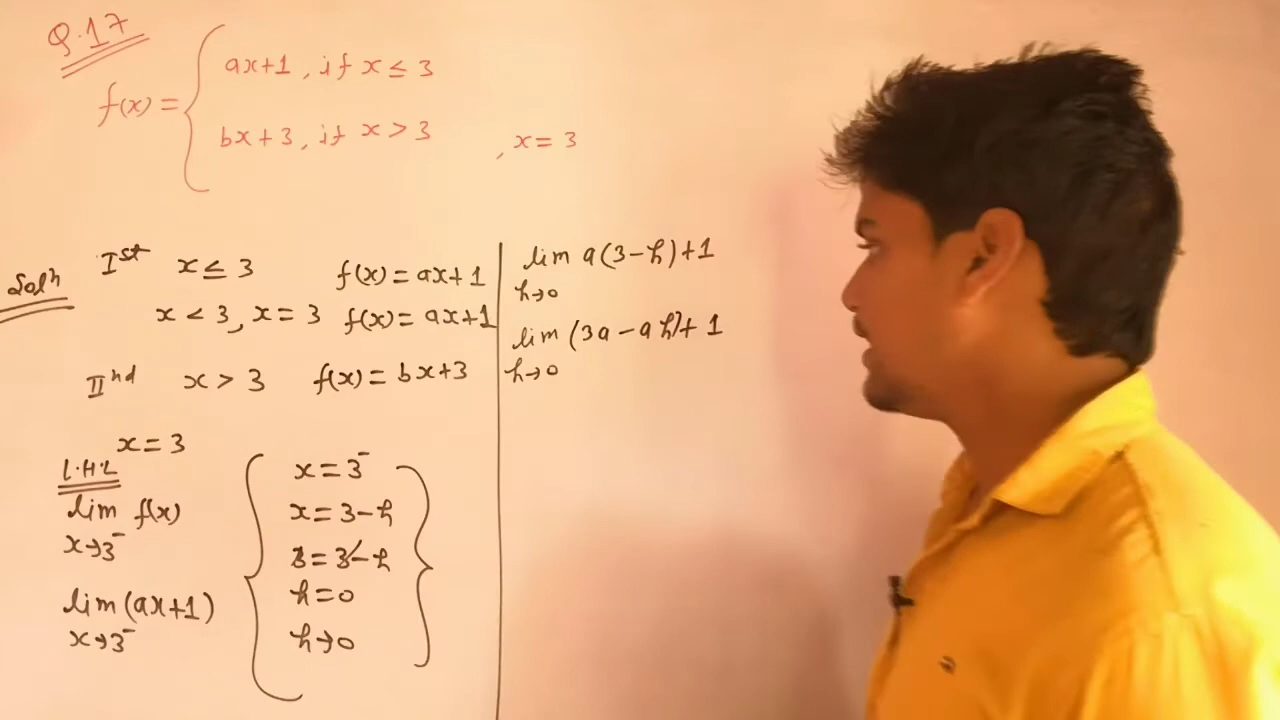 Q.17
f(x) = { ax+1, if x ≤ 3
bx+3, if x > 3 , x = 3
Solⁿ
Iˢᵗ x ≤ 3 f(x) = ax+1
x < 3, x = 3 f(x) = ax+1
IIⁿᵈ x > 3 f(x) = bx+3
x = 3
L.H.L
lim f(x)
x→3⁻
lim (ax+1)
x→3⁻
x = 3⁻
x = 3-h
3 = 3-h
h = 0
h→0
lim a(3-h)+1
h→0
lim (3a-ah)+1
h→0